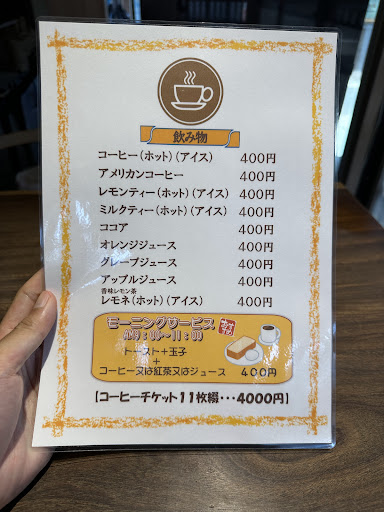 飲み物
コーヒー(ホット)(アイス) 400円
アメリカンコーヒー 400円
レモンティー(ホット)(アイス) 400円
ミルクティー(ホット)(アイス) 400円
ココア 400円
オレンジジュース 400円
グレープジュース 400円
アップルジュース 400円
香味レモン茶
レモネ(ホット)(アイス) 400円
モーニングサービス
~11:00
トースト+玉子
+
コーヒー又は紅茶又はジュース 400円
【コーヒーチケット11枚綴・・・4000円】